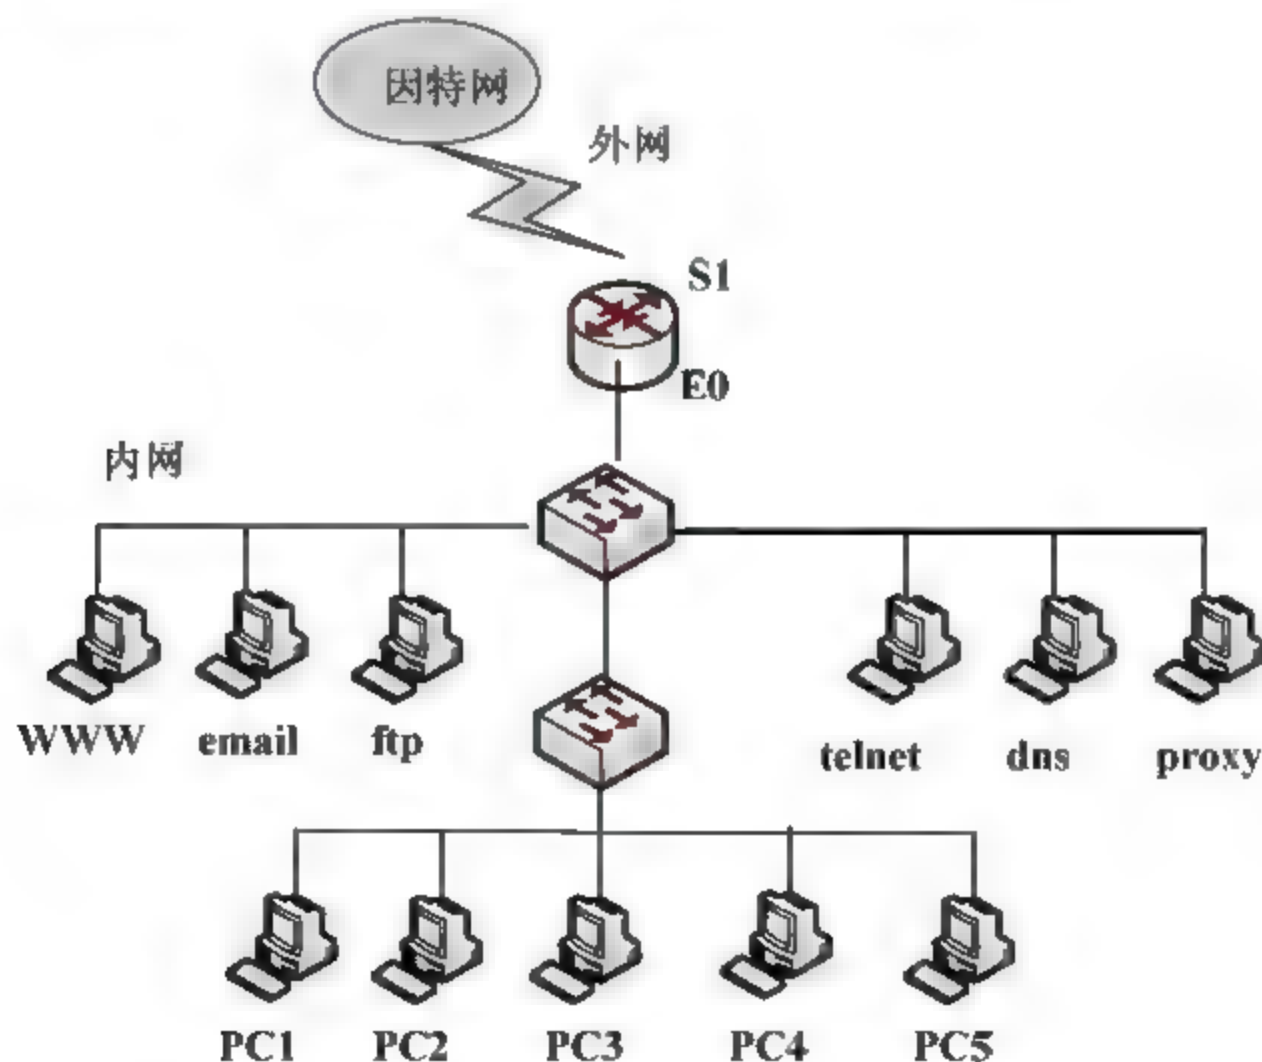 因特网
外网
S1
E0
内网
WWW email ftp
telnet dns proxy
PC1 PC2 PC3 PC4 PC5